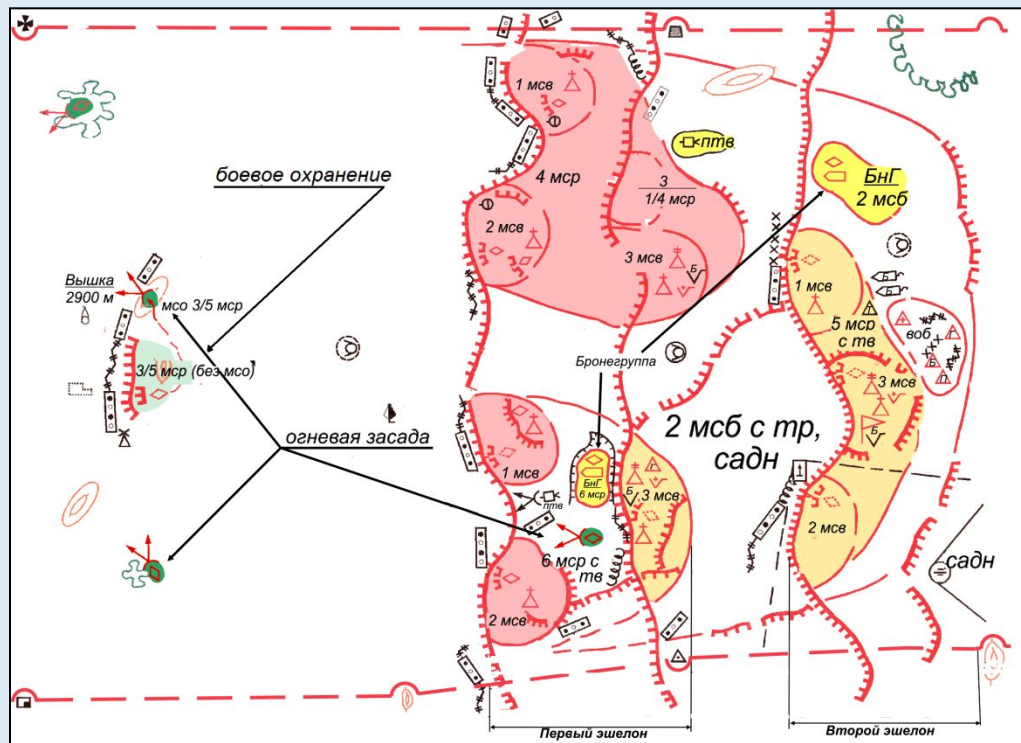 1 мсв
птв
боевое охранение
4 мср
3
1/4 мср
БнГ
2 мсб
2 мсв
3 мсв
Б
1 мсв
Вышка
2900 м
мсо 3/5 мср
5 мср
с тв
воб
Б
Г
П
3/5 мср (без мсо)
Бронегруппа
3 мсв
Б
2 мсб с тр,
садн
огневая засада
1 мсв
БнГ
6 мср
Г
Б
3 мсв
птв
2 мсв
6 мср с
тв
садн
2 мсв
Первый эшелон
Второй эшелон